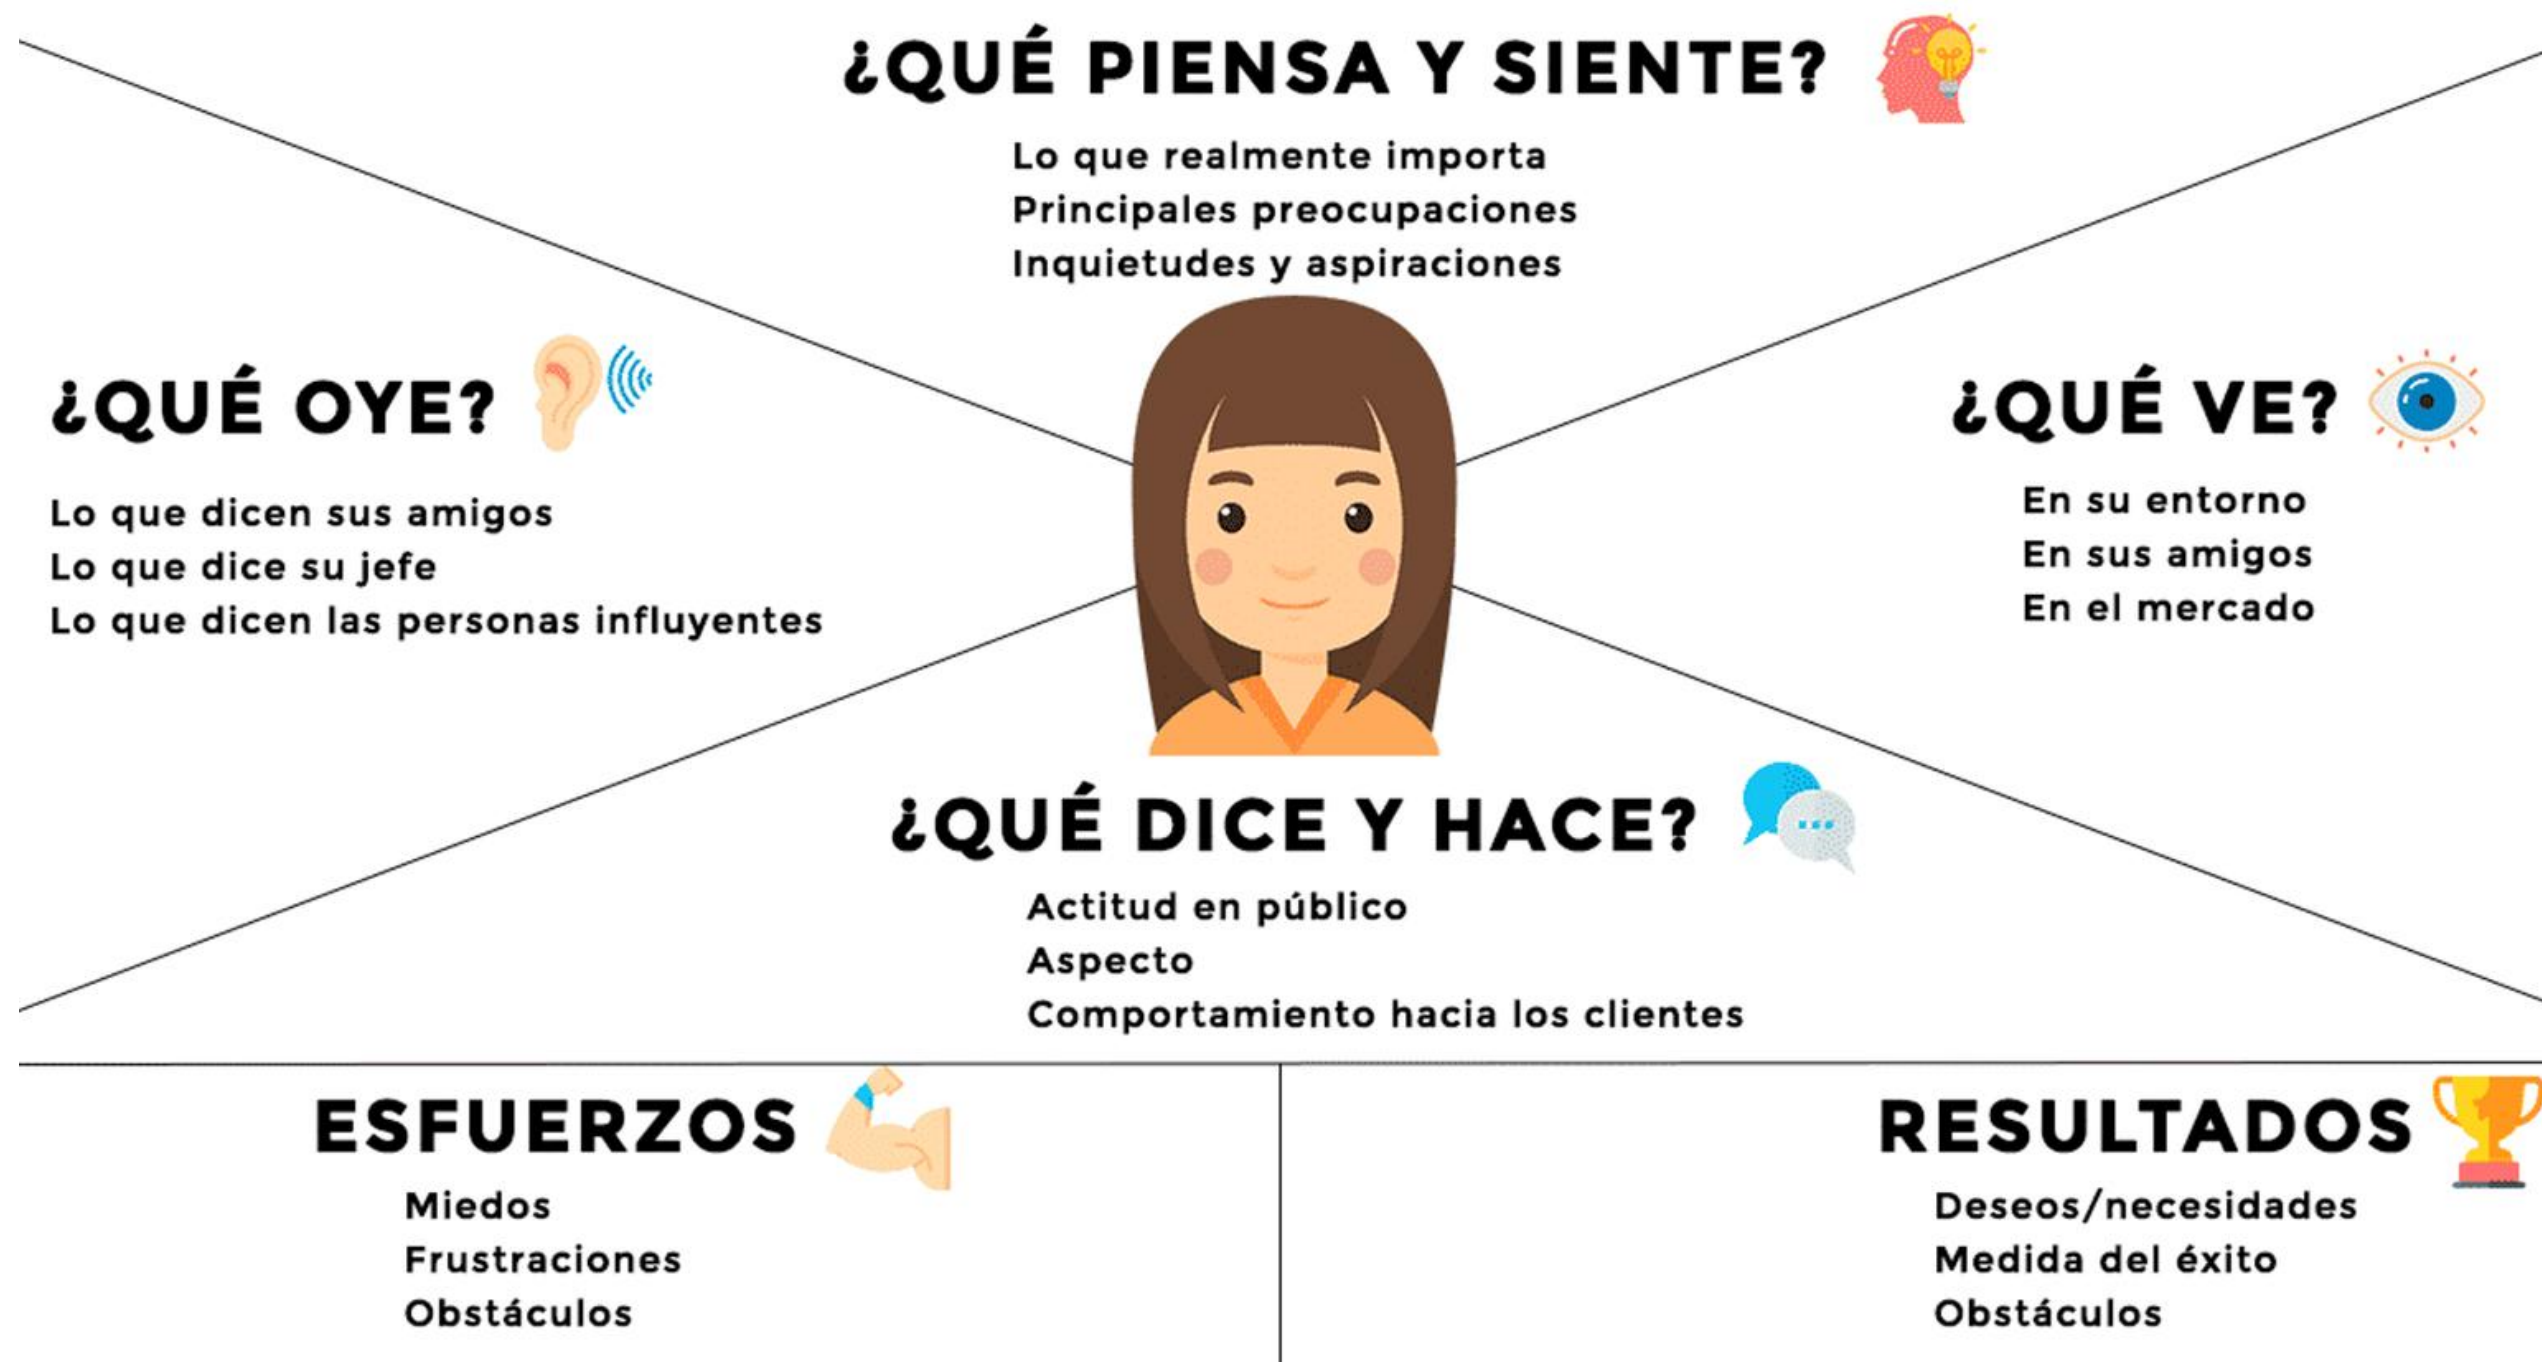 ¿QUÉ PIENSA Y SIENTE?
Lo que realmente importa
Principales preocupaciones
Inquietudes y aspiraciones
¿QUÉ OYE?
Lo que dicen sus amigos
Lo que dice su jefe
Lo que dicen las personas influyentes
¿QUÉ VE?
En su entorno
En sus amigos
En el mercado
¿QUÉ DICE Y HACE?
Actitud en público
Aspecto
Comportamiento hacia los clientes
ESFUERZOS
Miedos
Frustraciones
Obstáculos
RESULTADOS
Deseos/necesidades
Medida del éxito
Obstáculos